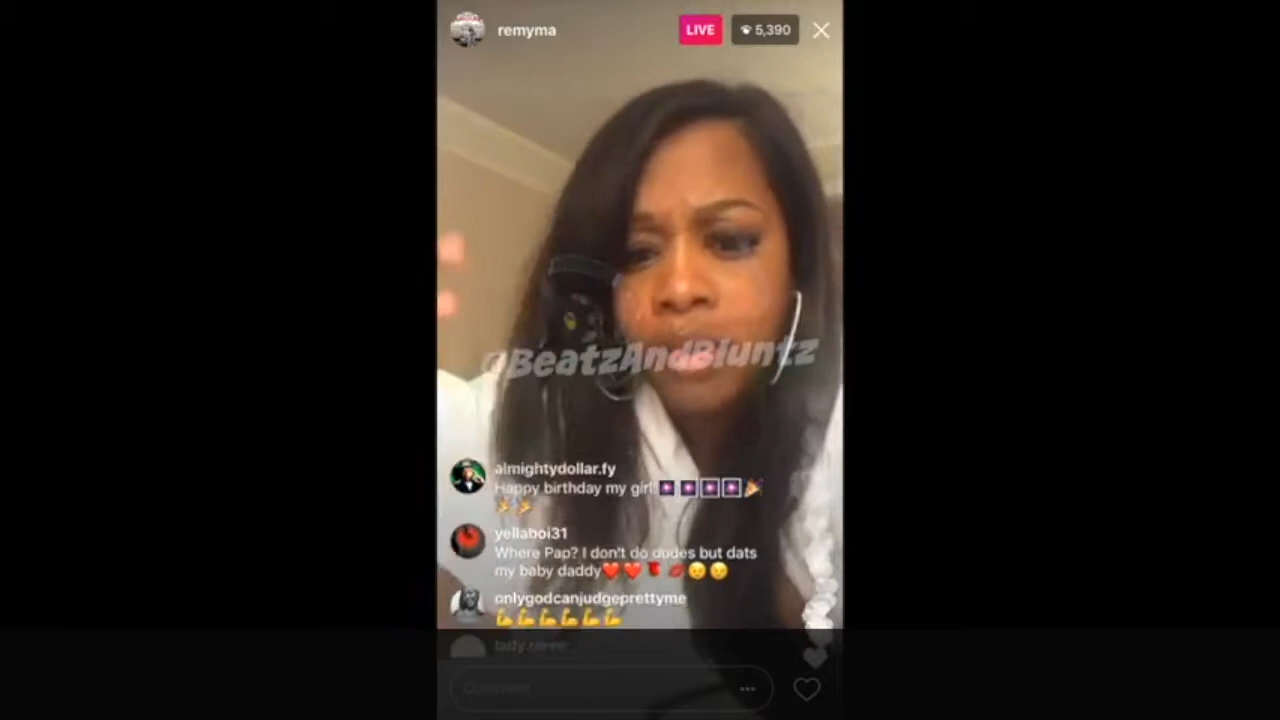 remyma
LIVE
5,390
@BeatzAndBluntz
almightydollar.fy
Happy birthday my girl
yellaboi31
Where Pap? I don't do dudes but dats
my baby daddy
onlygodcanjudgeprettyme
Comment